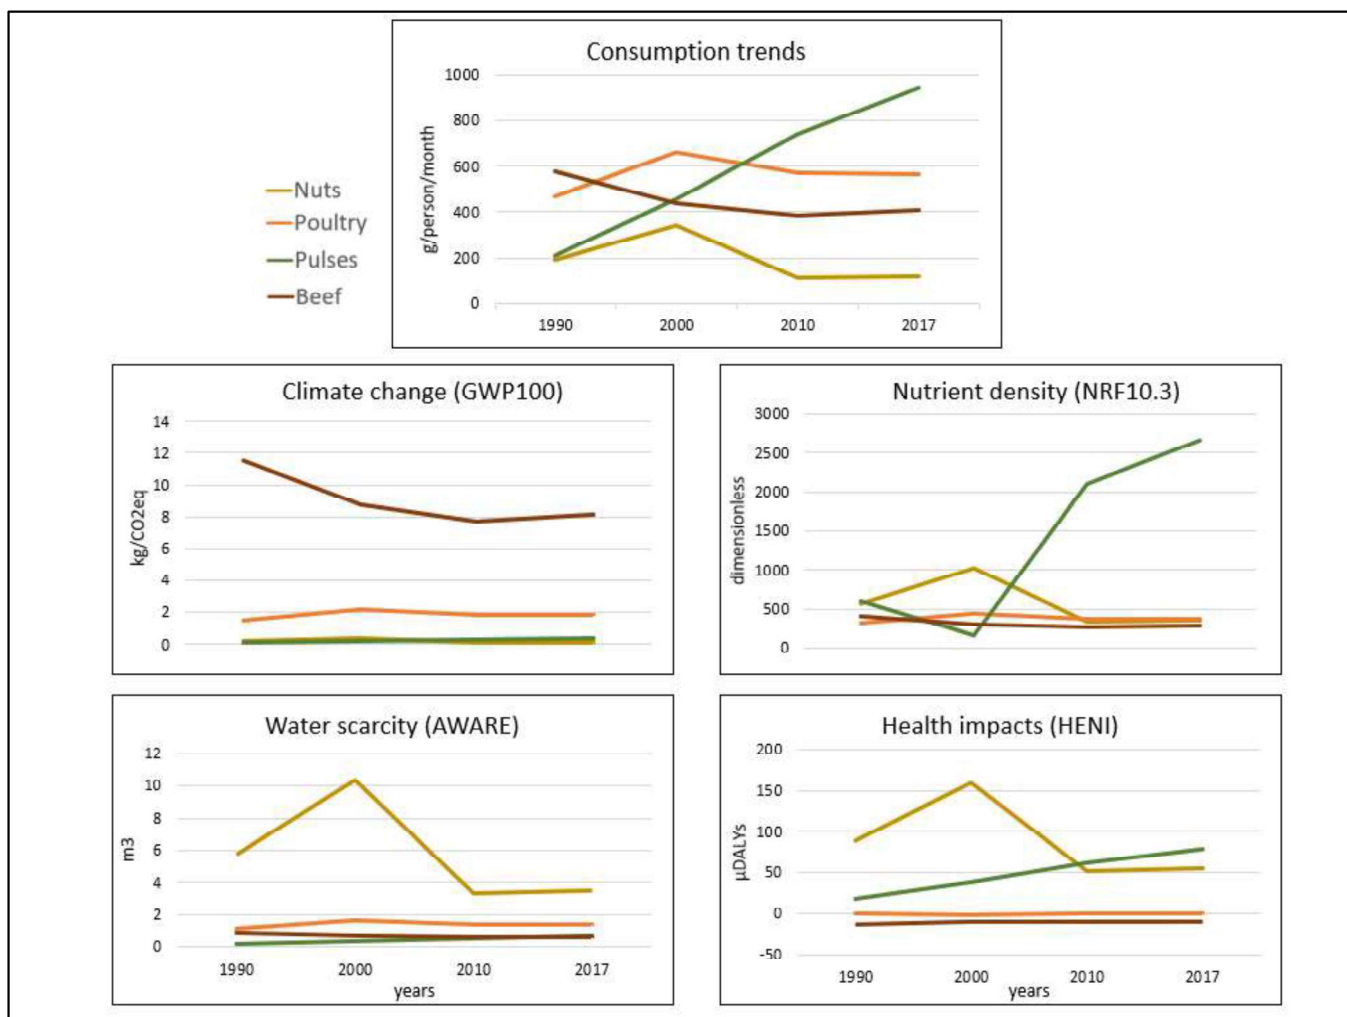 Consumption trends
g/person/month
1000
800
600
400
200
0
1990 2000 2010 2017
Nuts
Poultry
Pulses
Beef
Climate change (GWP100)
kg/CO2eq
14
12
10
8
6
4
2
0
Nutrient density (NRF10.3)
dimensionless
3000
2500
2000
1500
1000
500
0
Water scarcity (AWARE)
m3
12
10
8
6
4
2
0
1990 2000 2010 2017
years
Health impacts (HENI)
µDALYs
200
150
100
50
0
-50
1990 2000 2010 2017
years